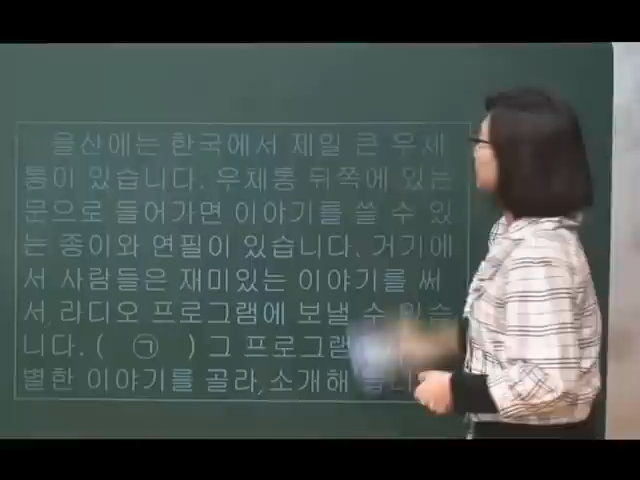 울산에는 한국에서 제일 큰 우체
통이 있습니다. 우체통 뒤쪽에 있는
문으로 들어가면 이야기를 쓸 수 있
는 종이와 연필이 있습니다. 거기에
서 사람들은 재미있는 이야기를 써
서 라디오 프로그램에 보낼 수 있습
니다. ( ㉠ ) 그 프로그램
별한 이야기를 골라 소개해